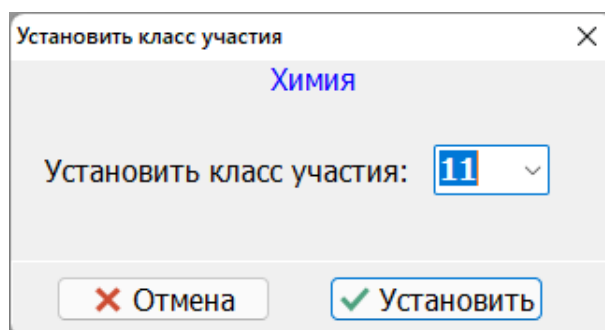 Установить класс участия
Химия
Установить класс участия: 11
Отмена Установить